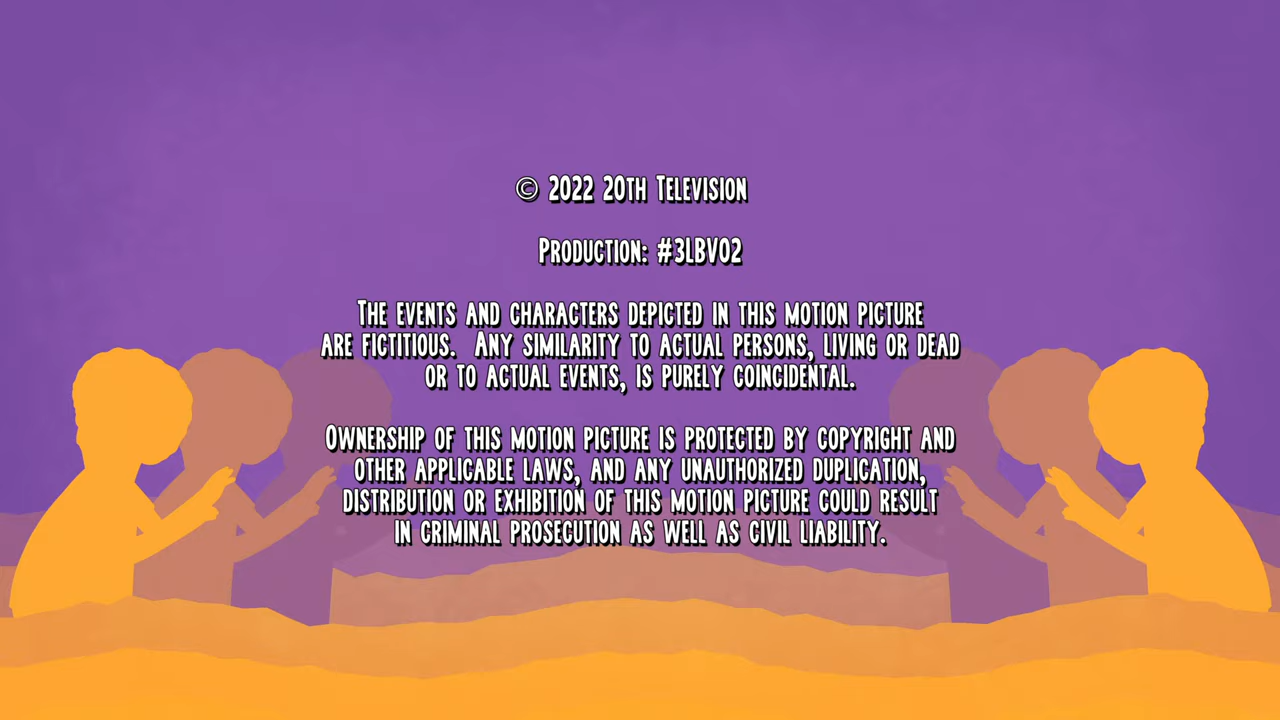 © 2022 20th Television
Production: #3LBV02
The events and characters depicted in this motion picture
are fictitious.  Any similarity to actual persons, living or dead
or to actual events, is purely coincidental.
Ownership of this motion picture is protected by copyright and
other applicable laws, and any unauthorized duplication,
distribution or exhibition of this motion picture could result
in criminal prosecution as well as civil liability.